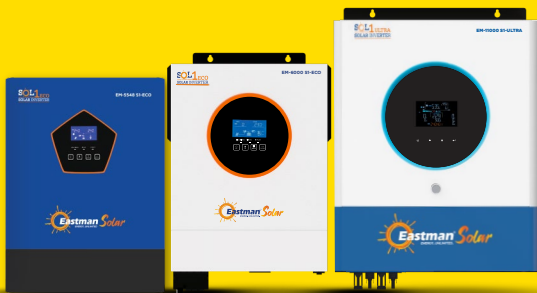 SOL1 ECO
SOLAR INVERTER
EM-5548 S1-ECO
Eastman Solar
SOL1 ECO
SOLAR INVERTER
EM-6000 S1-ECO
Eastman Solar
SOL1 ULTRA
SOLAR INVERTER
EM-11000 S1-ULTRA
Eastman Solar